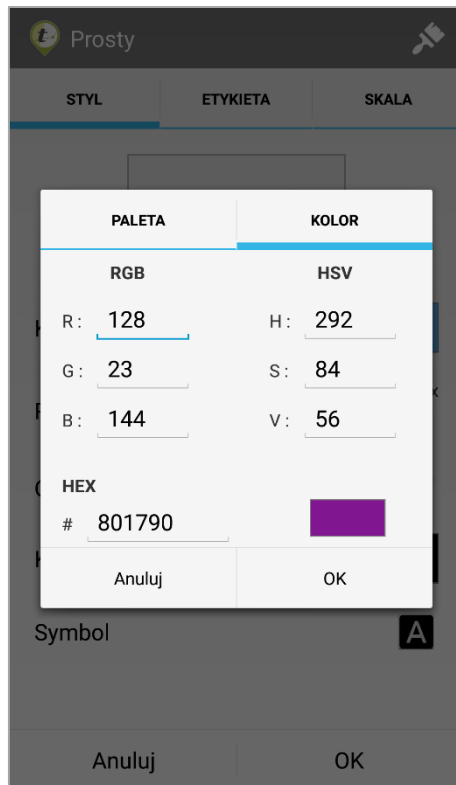 Prosty
STYL ETYKIETA SKALA
PALETA KOLOR
RGB HSV
R : 128 H : 292
G : 23 S : 84
B : 144 V : 56
HEX
# 801790
Anuluj OK
Symbol A
Anuluj OK